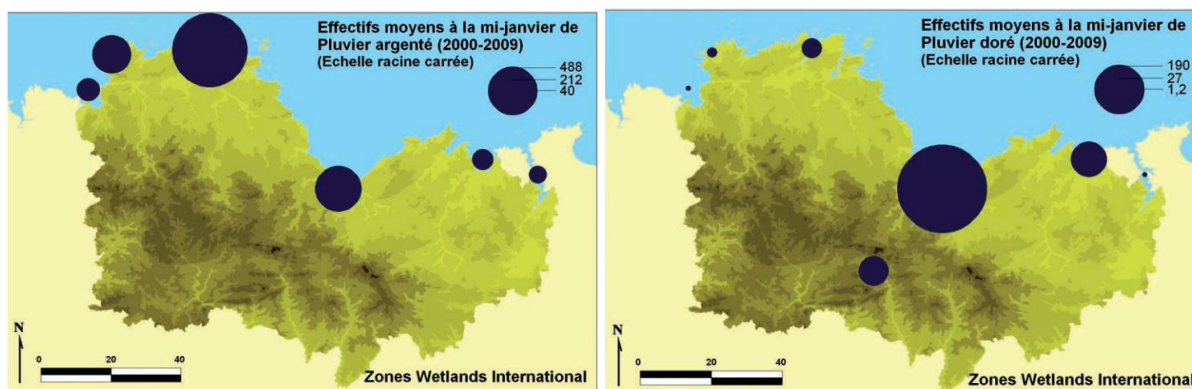 Effectifs moyens à la mi-janvier de
Pluvier argenté (2000-2009)
(Echelle racine carrée)
488
212
40
N
0 20 40
Zones Wetlands International
Effectifs moyens à la mi-janvier de
Pluvier doré (2000-2009)
(Echelle racine carrée)
190
27
1,2
N
0 20 40
Zones Wetlands International